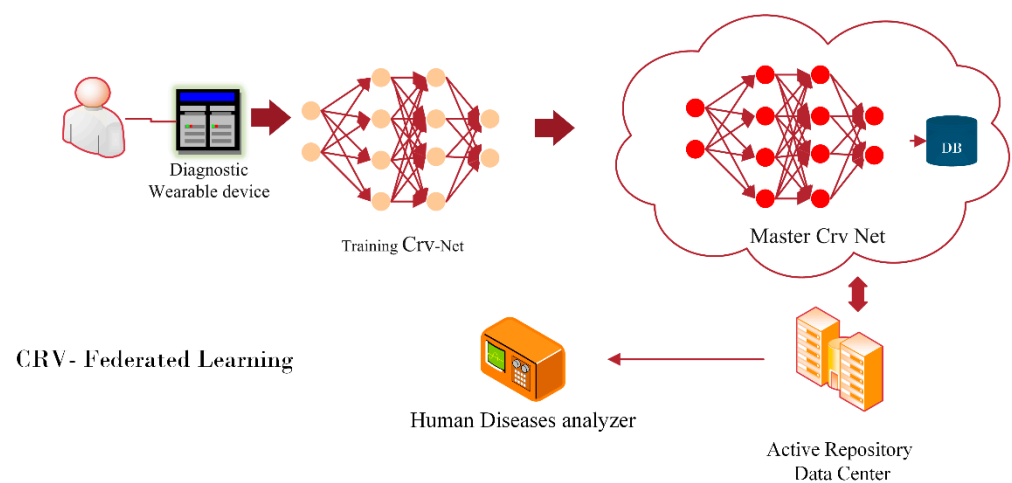 DB
Diagnostic
Wearable device
Training Crv-Net
Master Crv Net
CRV- Federated Learning
Human Diseases analyzer
Active Repository
Data Center